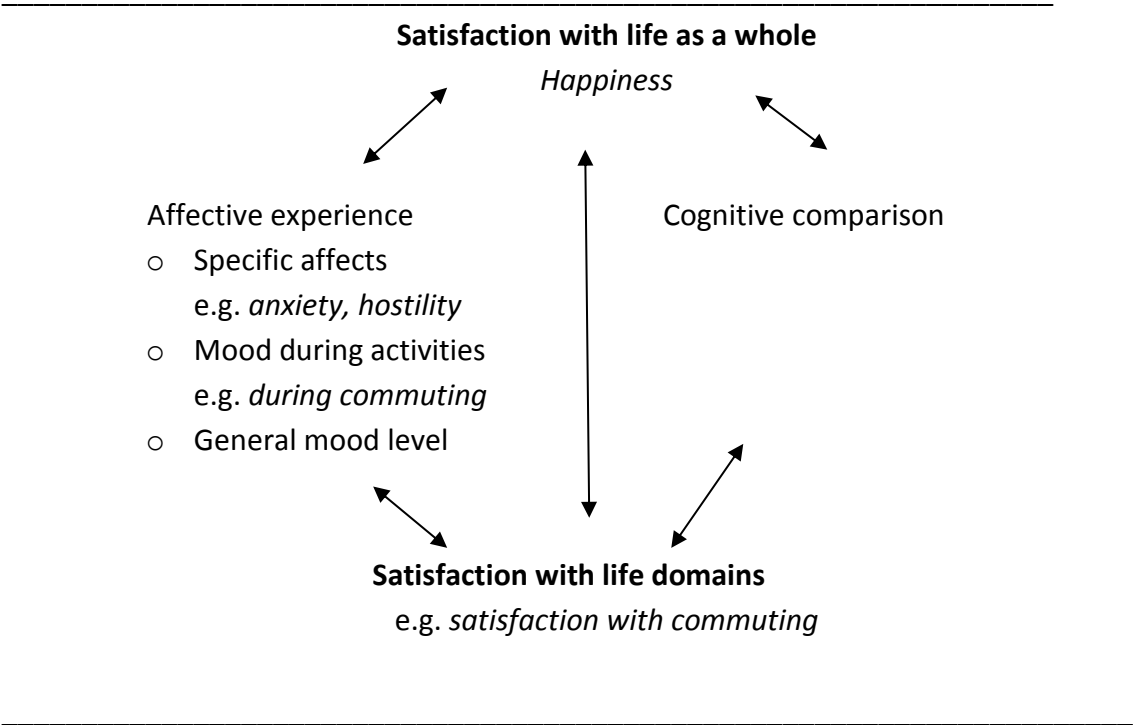 Satisfaction with life as a whole
Happiness
Affective experience
Cognitive comparison
o Specific affects
e.g. anxiety, hostility
o Mood during activities
e.g. during commuting
o General mood level
Satisfaction with life domains
e.g. satisfaction with commuting